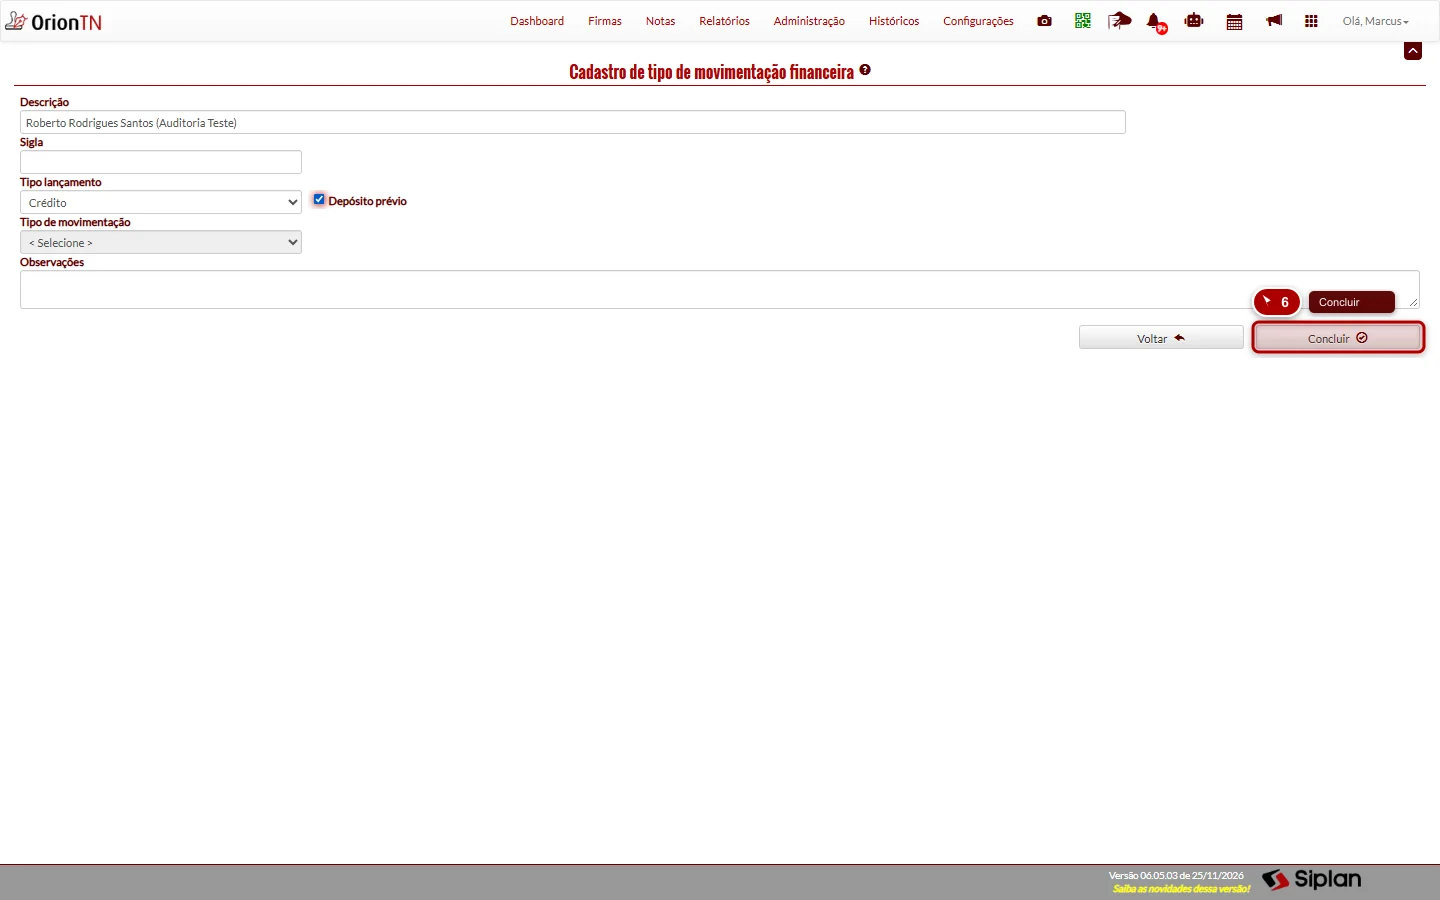 OrionTN
Dashboard Firmas Notas Relatórios Administração Históricos Configurações 9+ Olá, Marcus
Cadastro de tipo de movimentação financeira
Descrição
Roberto Rodrigues Santos (Auditoria Teste)
Sigla
Tipo lançamento
Crédito Depósito prévio
Tipo de movimentação
< Selecione >
Observações
6 Concluir
Voltar Concluir
Versão 06.05.03 de 25/11/2026
Saiba as novidades dessa versão!
Siplan